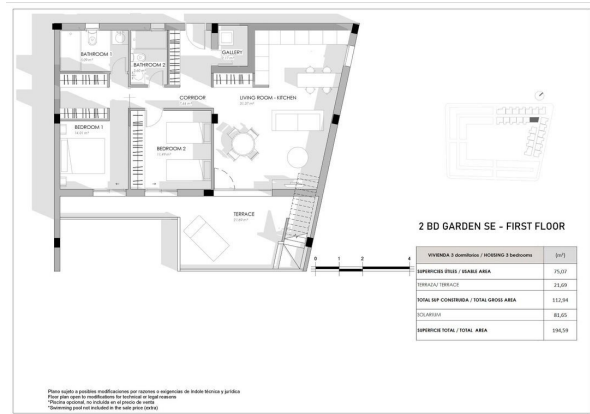 BATHROOM 1
BATHROOM 2
GALLERY
CORRIDOR
LIVING ROOM - KITCHEN
BEDROOM 1
BEDROOM 2
TERRACE
0 1 2 4
2 BD GARDEN SE - FIRST FLOOR
VIVIENDA 3 dormitorios / HOUSING 3 bedrooms (m²)
SUPERFICIES ÚTILES / USABLE AREA 75,07
TERRAZA/ TERRACE 21,69
TOTAL SUP CONSTRUIDA / TOTAL GROSS AREA 112,94
SOLARIUM 81,65
SUPERFICIE TOTAL / TOTAL AREA 194,59
Plano sujeto a posibles modificaciones por razones o exigencias de índole técnica y jurídica
Floor plan open to modifications for technical or legal reasons
*Piscina opcional, no incluida en el precio de venta
*Swimming pool not included in the sale price (extra)